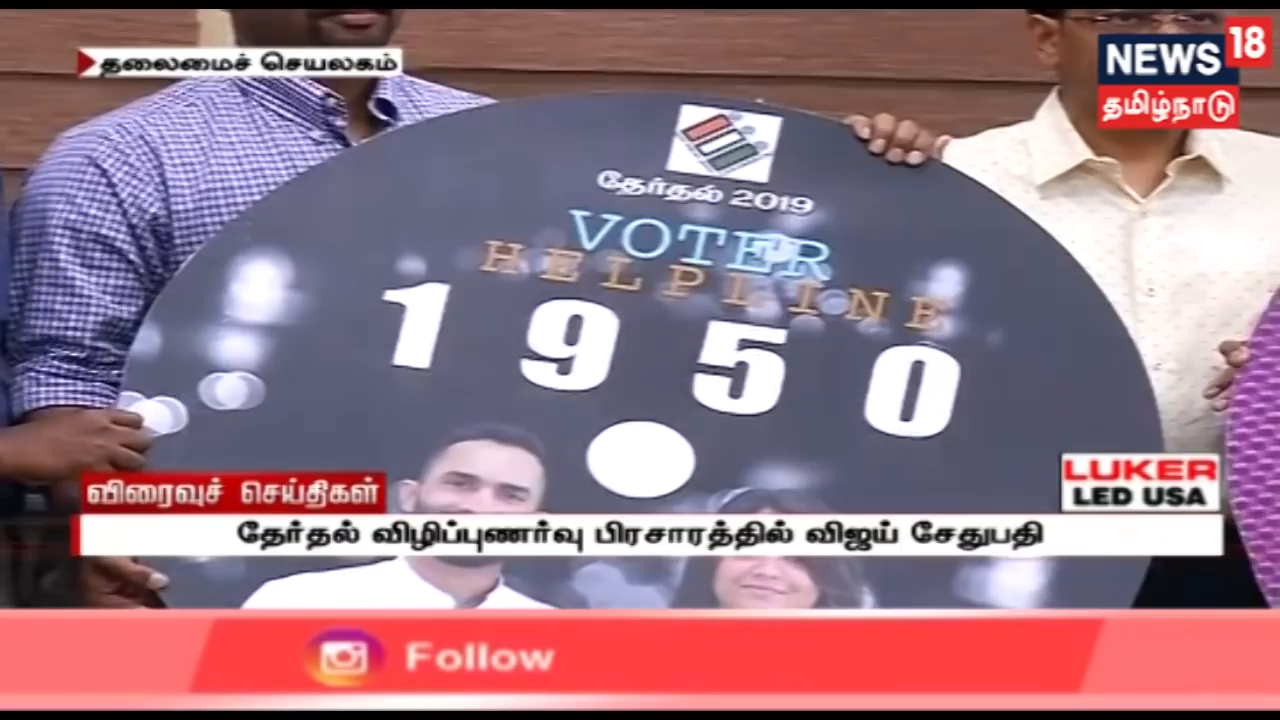 தலைமைச் செயலகம்
NEWS 18
தமிழ்நாடு
தேர்தல் 2019
VOTER
HELPLINE
1950
விரைவுச் செய்திகள்
LUKER
LED USA
தேர்தல் விழிப்புணர்வு பிரசாரத்தில் விஜய் சேதுபதி
Follow